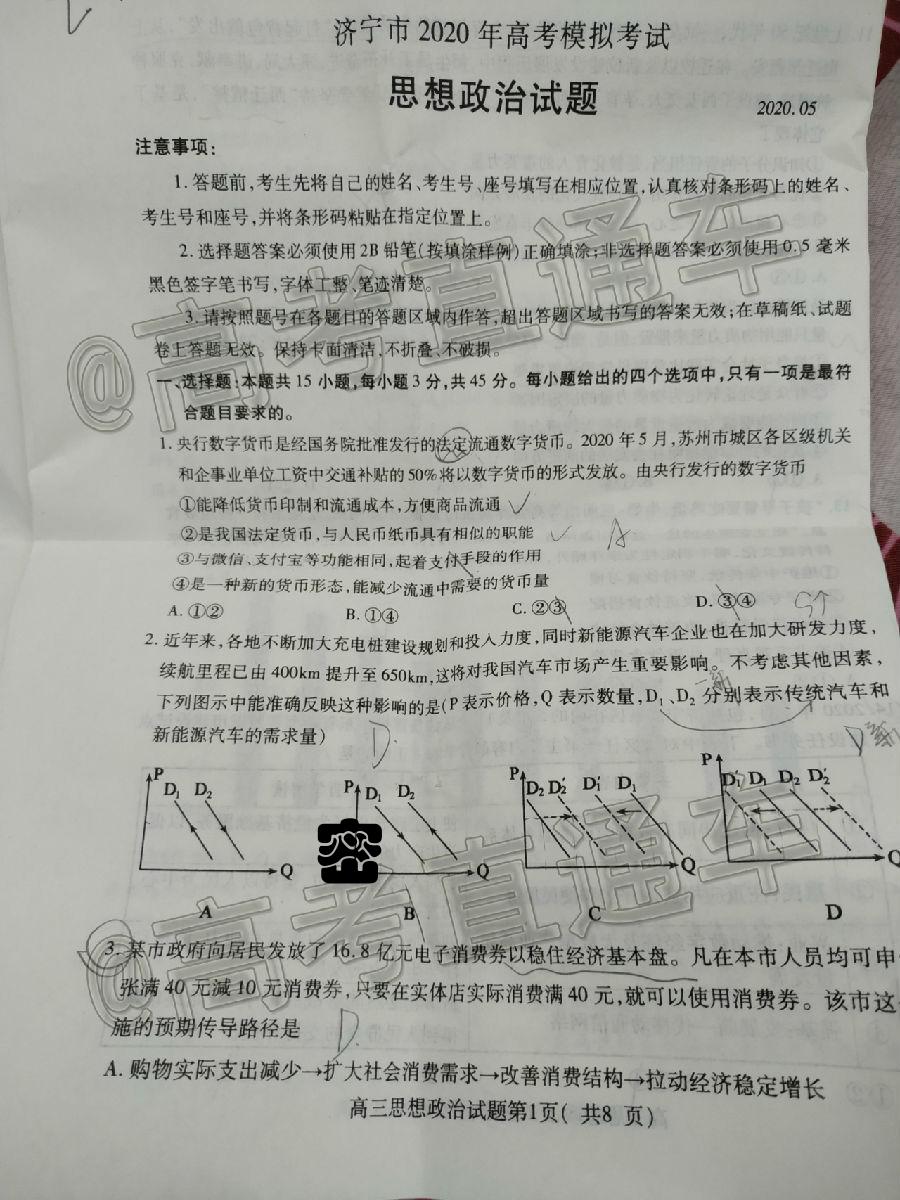 济宁市2020年高考模拟考试
思想政治试题
2020.05
注意事项：
1.答题前,考生先将自己的姓名、考生号、座号填写在相应位置,认真核对条形码上的姓名、
考生号和座号,并将条形码粘贴在指定位置上。
2.选择题答案必须使用2B铅笔(按填涂样例)正确填涂;非选择题答案必须使用0.5毫米
黑色签字笔书写,字体工整、笔迹清楚。
3.请按照题号在各题目的答题区域内作答,超出答题区域书写的答案无效;在草稿纸、试题
卷上答题无效。保持卡面清洁,不折叠、不破损。
一、选择题:本题共15小题,每小题3分,共45分。每小题给出的四个选项中,只有一项是最符
合题目要求的。
1.央行数字货币是经国务院批准发行的法定流通数字货币。2020年5月,苏州市城区各区级机关
和企事业单位工资中交通补贴的50%将以数字货币的形式发放。由央行发行的数字货币
①能降低货币印制和流通成本,方便商品流通
②是我国法定货币,与人民币纸币具有相似的职能
A
③与微信、支付宝等功能相同,起着支付手段的作用
④是一种新的货币形态,能减少流通中需要的货币量
A.①② B.①④ C.②③ D.③④
2.近年来,各地不断加大充电桩建设规划和投入力度,同时新能源汽车企业也在加大研发力度,
续航里程已由400km提升至650km,这将对我国汽车市场产生重要影响。不考虑其他因素,
下列图示中能准确反映这种影响的是(P表示价格,Q表示数量,D₁、D₂分别表示传统汽车和
新能源汽车的需求量)
D.
P D₁ D₂ Q
P D₁ D₂ Q
P D₂ D₂′ D₁′ D₁ Q
P D₁′ D₁ D₂ D₂′ Q
A B C D
3.某市政府向居民发放了16.8亿元电子消费券以稳住经济基本盘。凡在本市人员均可申
张满40元减10元消费券,只要在实体店实际消费满40元,就可以使用消费券。该市这
施的预期传导路径是
D.
A.购物实际支出减少→扩大社会消费需求→改善消费结构→拉动经济稳定增长
高三思想政治试题第1页( 共8 页)
@高考直通车
@高考直通车